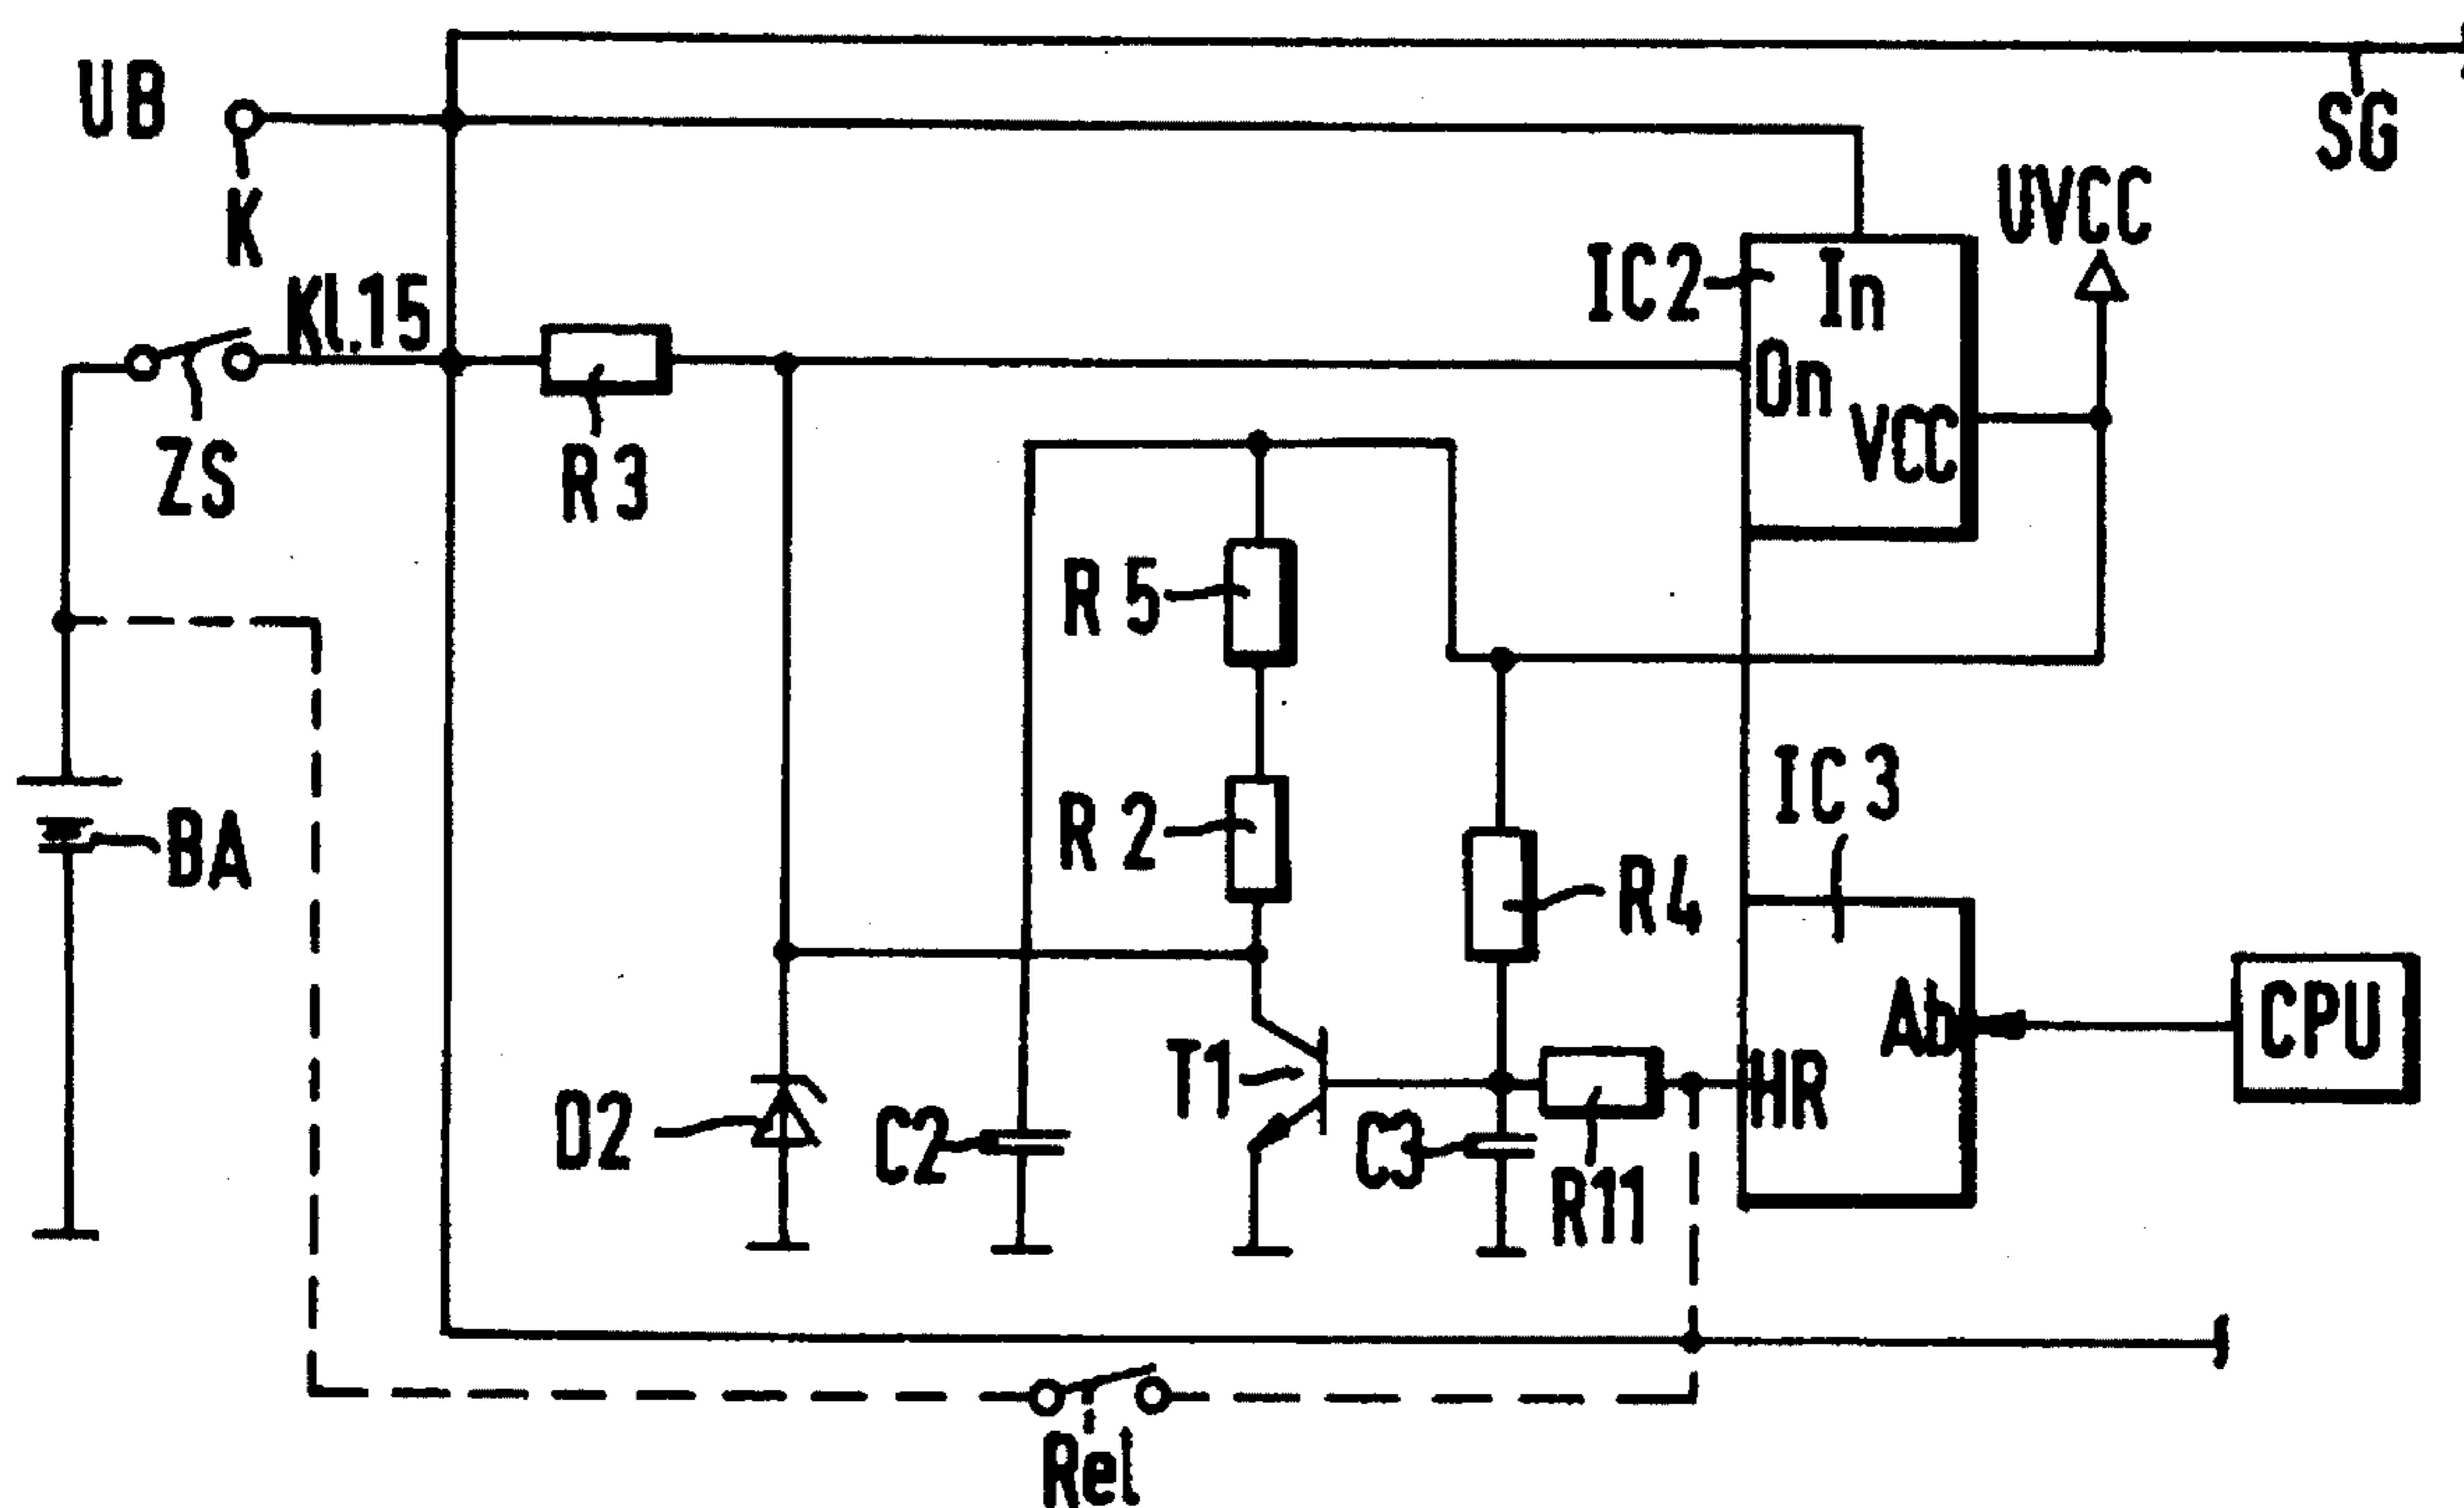 UB
K
SG
UVCC
IC2
In
On
VCC
Kl.15
ZS
R3
R5
R2
IC3
BA
R4
Ab
CPU
HR
T1
D2
C2
C3
R11
Rel